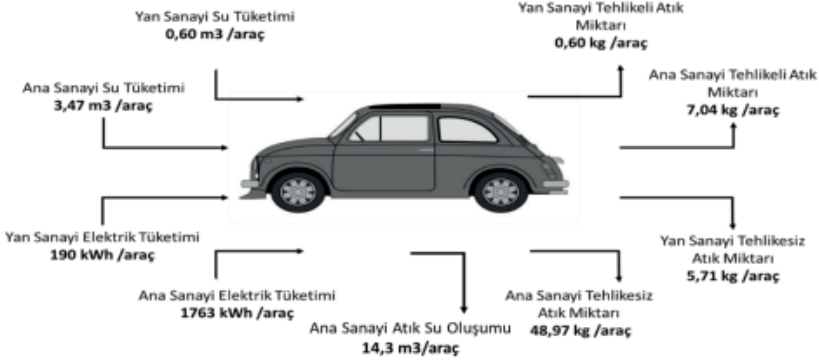 Yan Sanayi Su Tüketimi
0,60 m3 /araç
Yan Sanayi Tehlikeli Atık
Miktarı
0,60 kg /araç
Ana Sanayi Su Tüketimi
3,47 m3 /araç
Ana Sanayi Tehlikeli Atık
Miktarı
7,04 kg /araç
Yan Sanayi Elektrik Tüketimi
190 kWh /araç
Yan Sanayi Tehlikesiz
Atık Miktarı
5,71 kg /araç
Ana Sanayi Elektrik Tüketimi
1763 kWh /araç
Ana Sanayi Atık Su Oluşumu
14,3 m3/araç
Ana Sanayi Tehlikesiz
Atık Miktarı
48,97 kg /araç